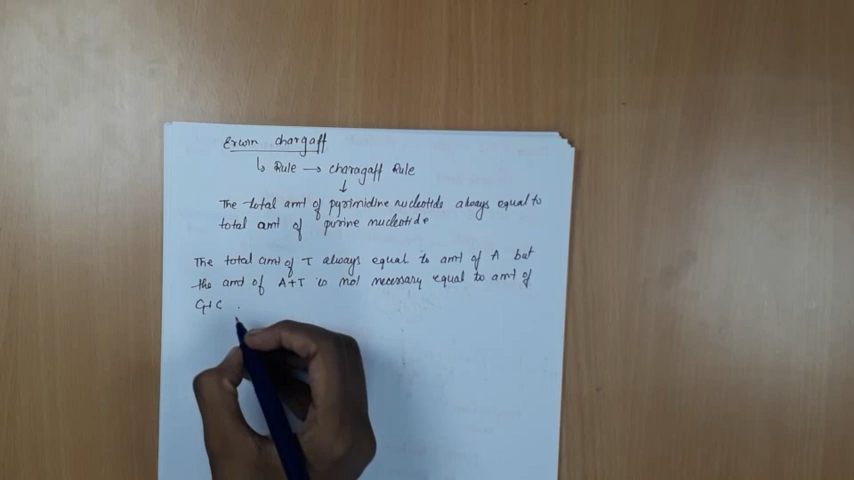 Erwin chargaff
↳ Rule → charagaff Rule
↓
The total amt of pyrimidine nucleotide always equal to
total amt of purine nucleotide
The total amt of T always equal to amt of A but
the amt of A+T is not necessary equal to amt of
G+C.